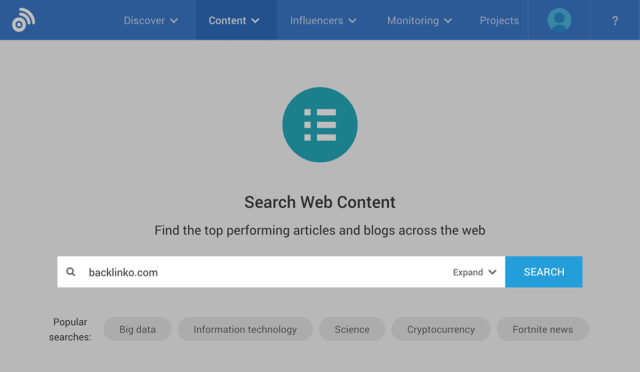 Discover Content Influencers Monitoring Projects ?
Search Web Content
Find the top performing articles and blogs across the web
backlinko.com Expand SEARCH
Popular searches: Big data Information technology Science Cryptocurrency Fortnite news